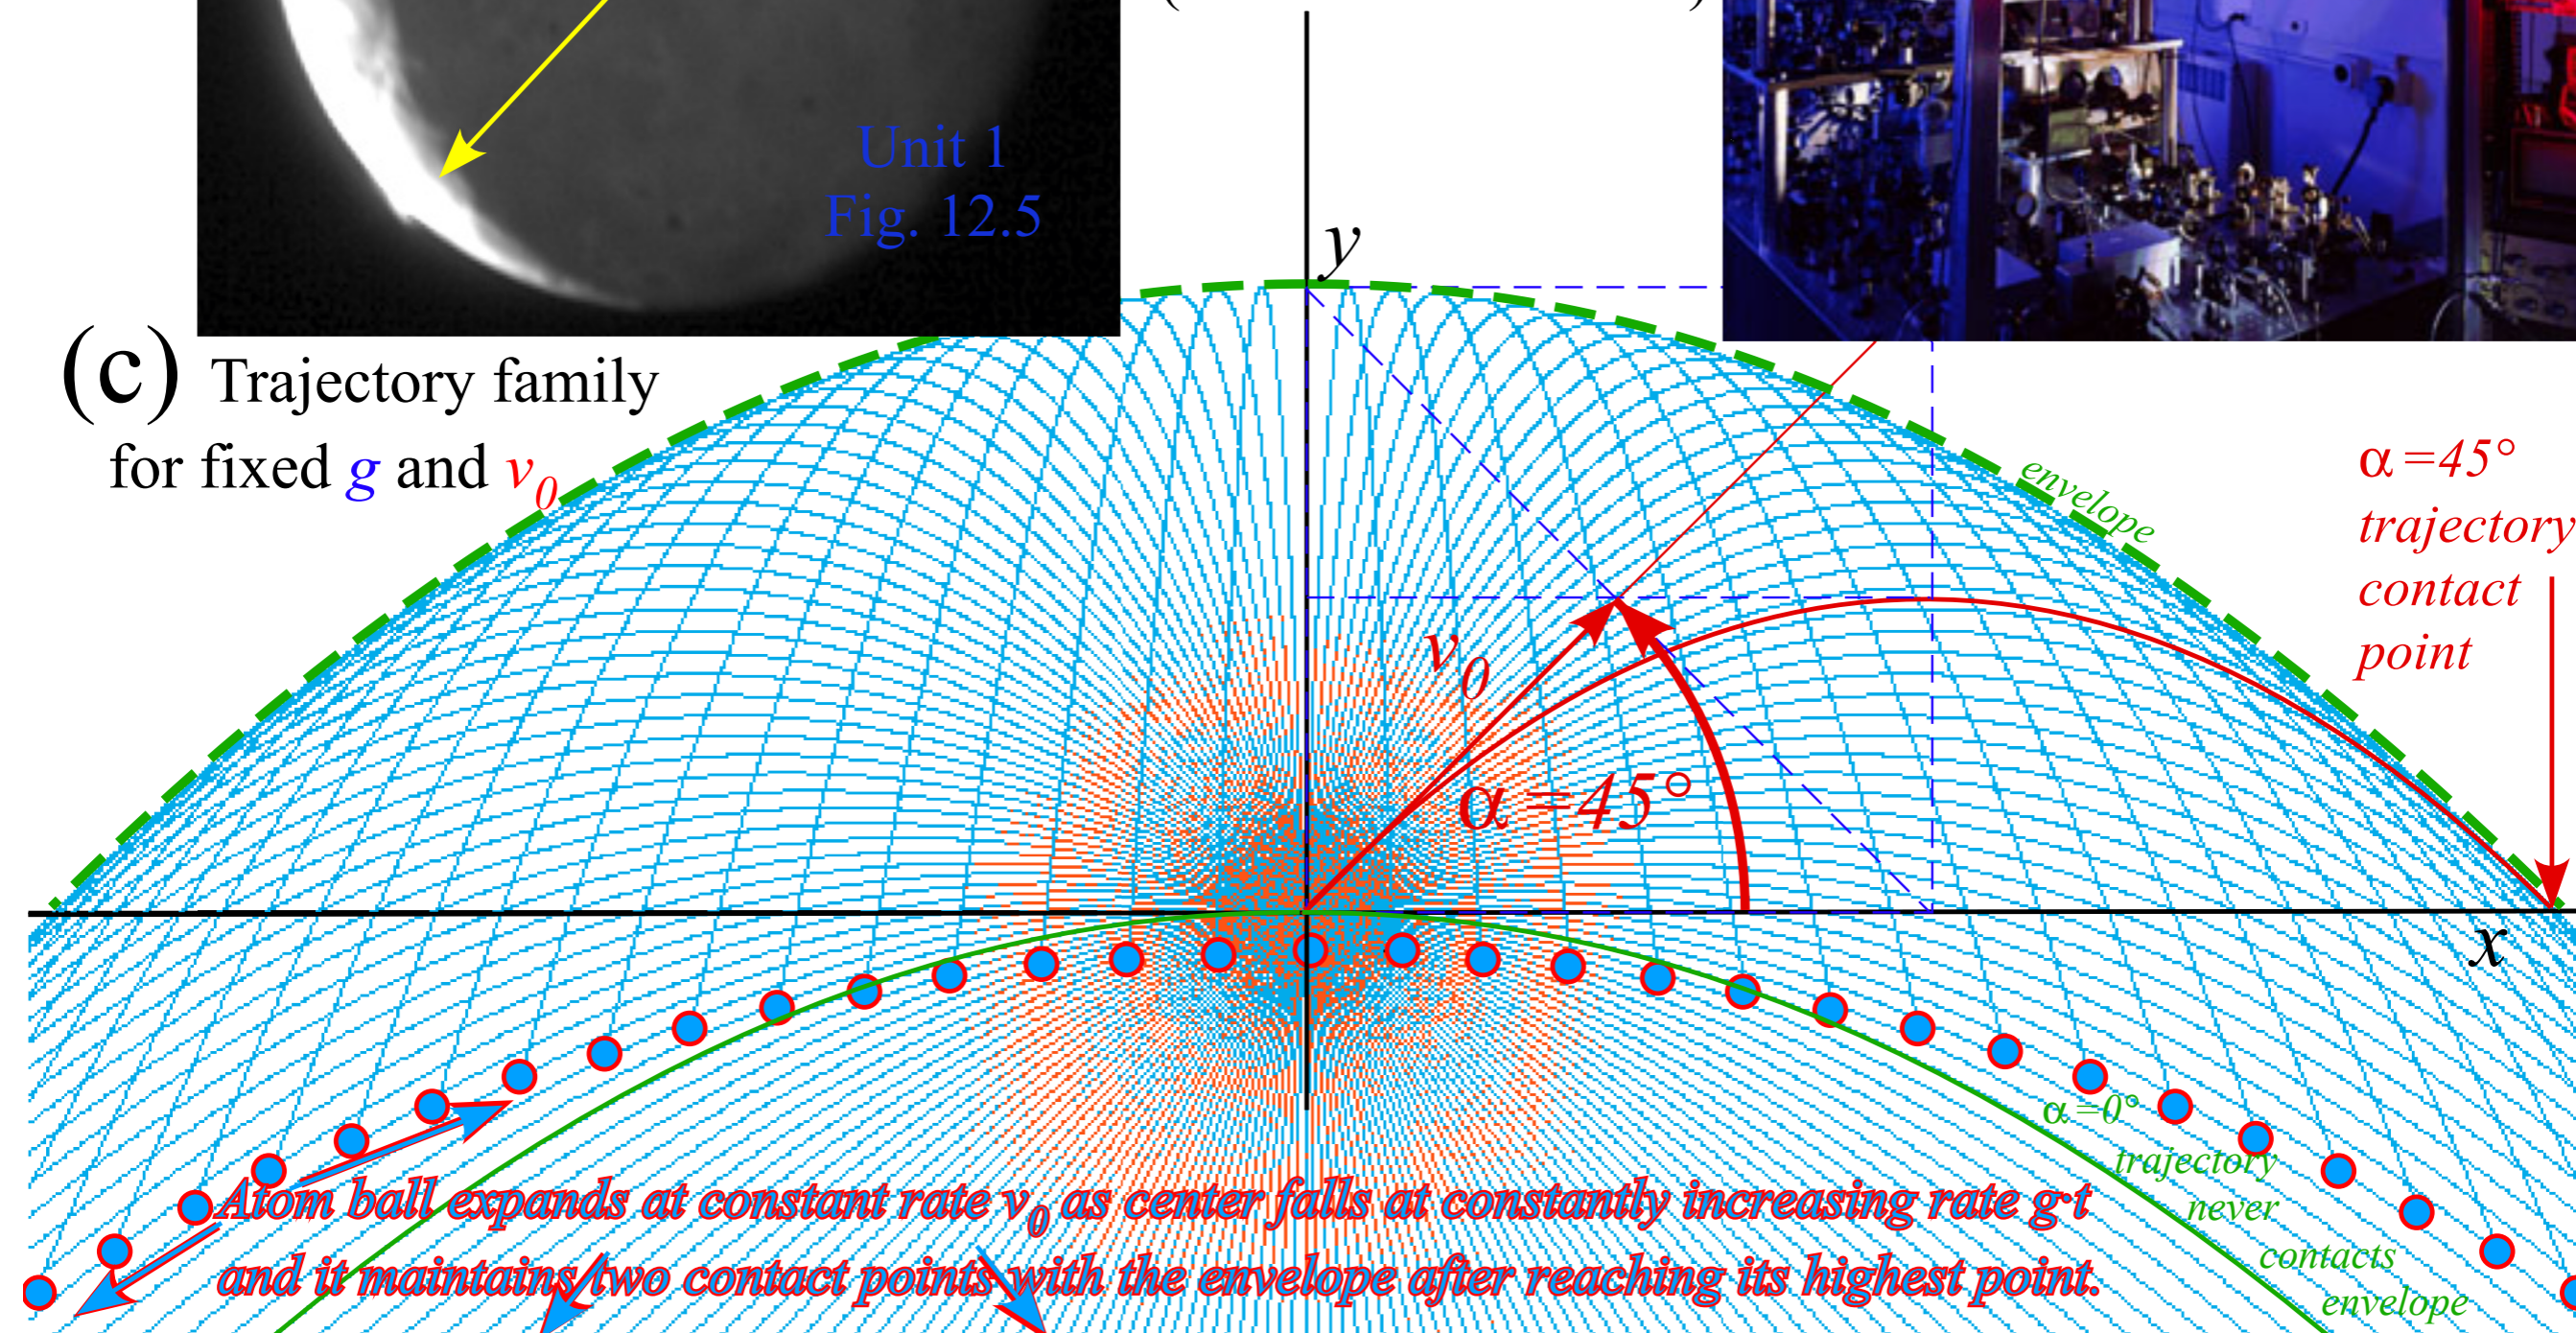 Unit 1
Fig. 12.5
y
(c) Trajectory family
for fixed g and v0
envelope
α=45°
trajectory
contact
point
v0
α=45°
x
α=0°
trajectory
never
contacts
envelope
Atom ball expands at constant rate v0 as center falls at constantly increasing rate g·t
and it maintains two contact points with the envelope after reaching its highest point.